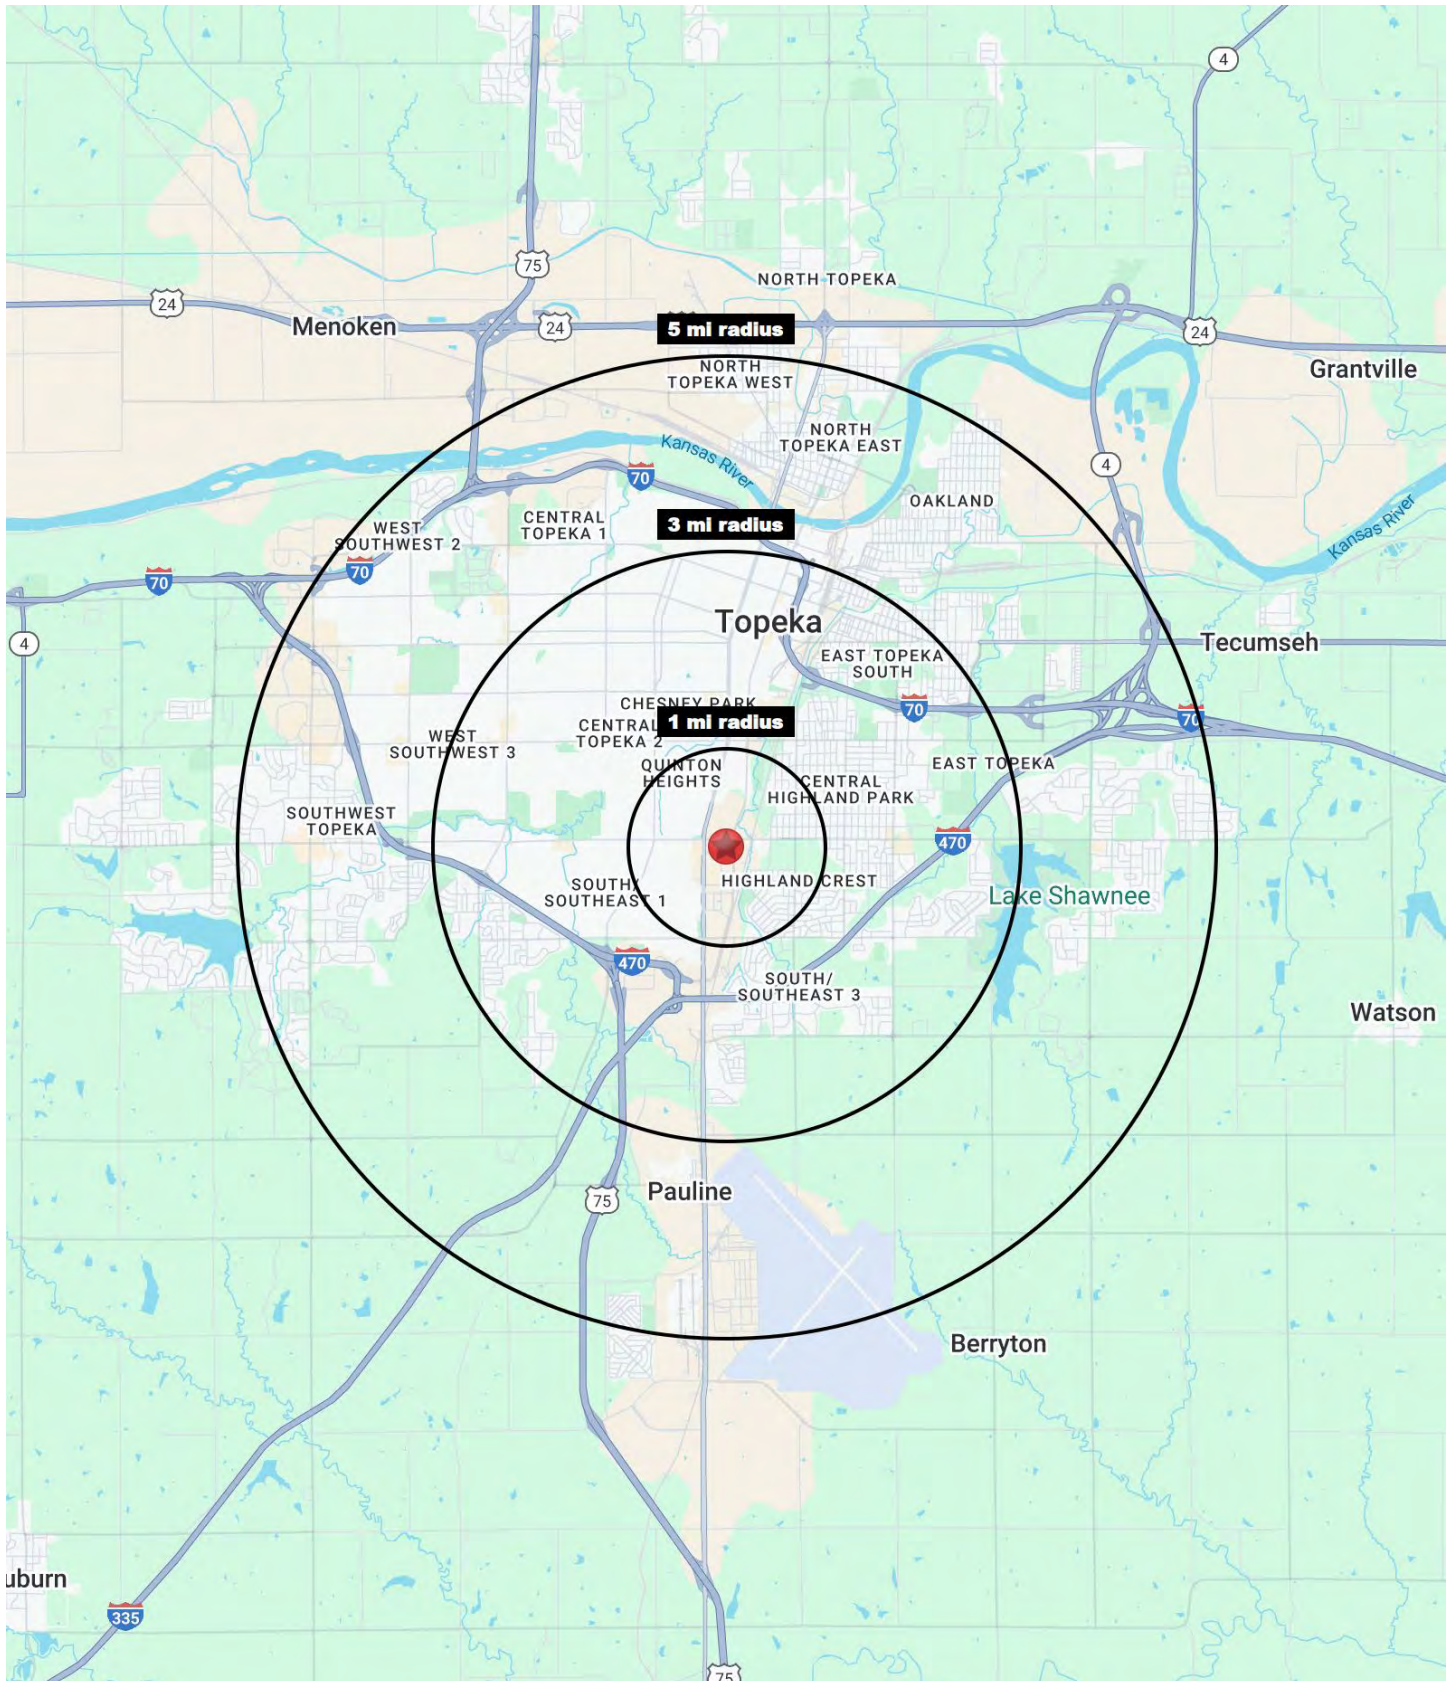 4
75
NORTH TOPEKA
24
Menoken
24
5 mi radius
24
Grantville
NORTH
TOPEKA WEST
NORTH
TOPEKA EAST
Kansas River
70
4
OAKLAND
CENTRAL
TOPEKA 1
3 mi radius
WEST
SOUTHWEST 2
Kansas River
70
70
Topeka
4
Tecumseh
EAST TOPEKA
SOUTH
CHESNEY PARK
70
70
1 mi radius
CENTRAL
TOPEKA 2
WEST
SOUTHWEST 3
EAST TOPEKA
QUINTON
HEIGHTS
CENTRAL
HIGHLAND PARK
SOUTHWEST
TOPEKA
470
HIGHLAND CREST
SOUTH/
SOUTHEAST 1
Lake Shawnee
470
SOUTH/
SOUTHEAST 3
Watson
Pauline
75
Berryton
uburn
335
75